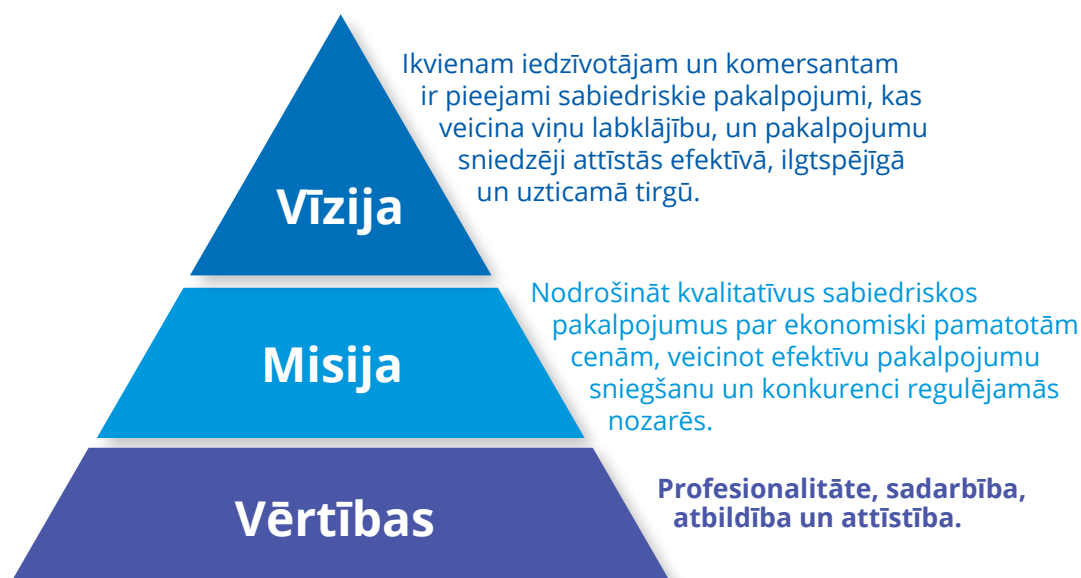 Vīzija
Ikvienam iedzīvotājam un komersantam
ir pieejami sabiedriskie pakalpojumi, kas
veicina viņu labklājību, un pakalpojumu
sniedzēji attīstās efektīvā, ilgtspējīgā
un uzticamā tirgū.
Misija
Nodrošināt kvalitatīvus sabiedriskos
pakalpojumus par ekonomiski pamatotām
cenām, veicinot efektīvu pakalpojumu
sniegšanu un konkurenci regulējamās
nozarēs.
Vērtības
Profesionalitāte, sadarbība,
atbildība un attīstība.